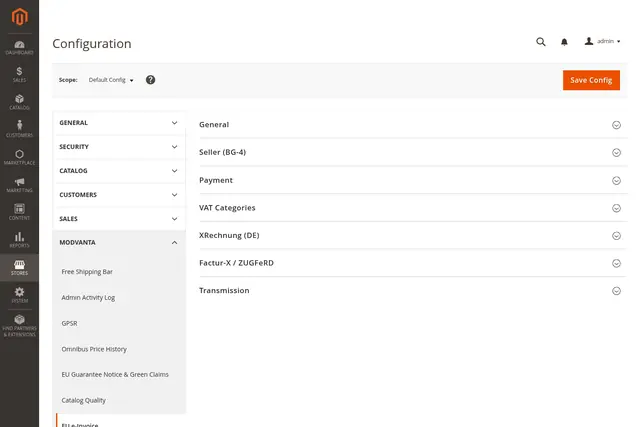 Configuration
admin
Scope:
Default Config
?
Save Config
DASHBOARD
SALES
CATALOG
CUSTOMERS
MARKETPLACE
MARKETING
CONTENT
REPORTS
STORES
SYSTEM
FIND PARTNERS
& EXTENSIONS
GENERAL
SECURITY
CATALOG
CUSTOMERS
SALES
MODVANTA
Free Shipping Bar
Admin Activity Log
GPSR
Omnibus Price History
EU Guarantee Notice & Green Claims
Catalog Quality
EU e-Invoice
General
Seller (BG-4)
Payment
VAT Categories
XRechnung (DE)
Factur-X / ZUGFeRD
Transmission